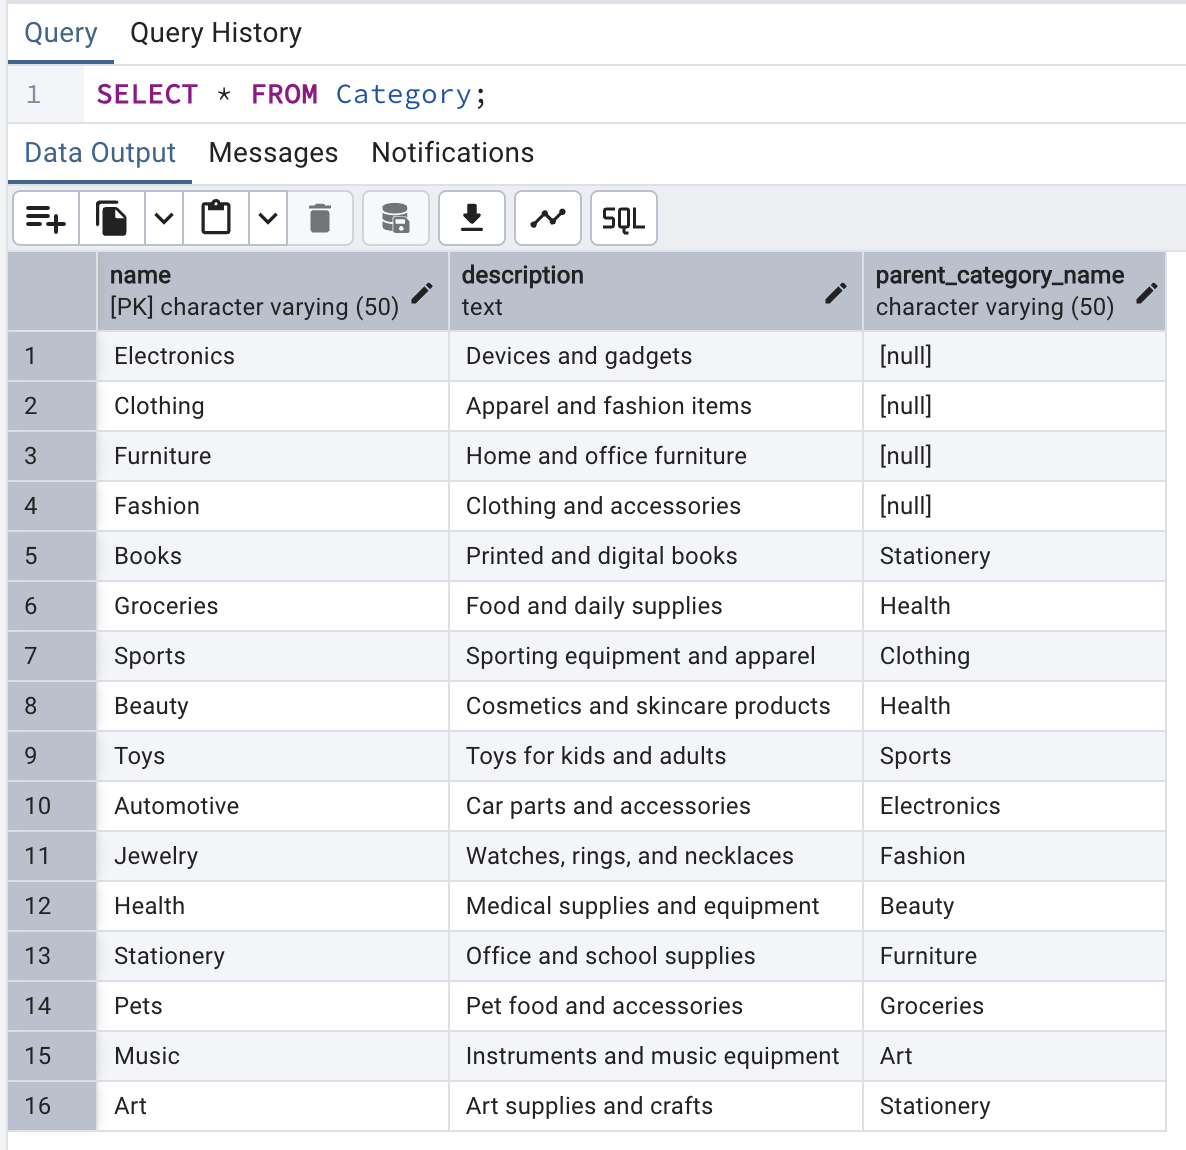 Query Query History
1 SELECT * FROM Category;
Data Output Messages Notifications
SQL
name description parent_category_name
[PK] character varying (50) text character varying (50)
1 Electronics Devices and gadgets [null]
2 Clothing Apparel and fashion items [null]
3 Furniture Home and office furniture [null]
4 Fashion Clothing and accessories [null]
5 Books Printed and digital books Stationery
6 Groceries Food and daily supplies Health
7 Sports Sporting equipment and apparel Clothing
8 Beauty Cosmetics and skincare products Health
9 Toys Toys for kids and adults Sports
10 Automotive Car parts and accessories Electronics
11 Jewelry Watches, rings, and necklaces Fashion
12 Health Medical supplies and equipment Beauty
13 Stationery Office and school supplies Furniture
14 Pets Pet food and accessories Groceries
15 Music Instruments and music equipment Art
16 Art Art supplies and crafts Stationery